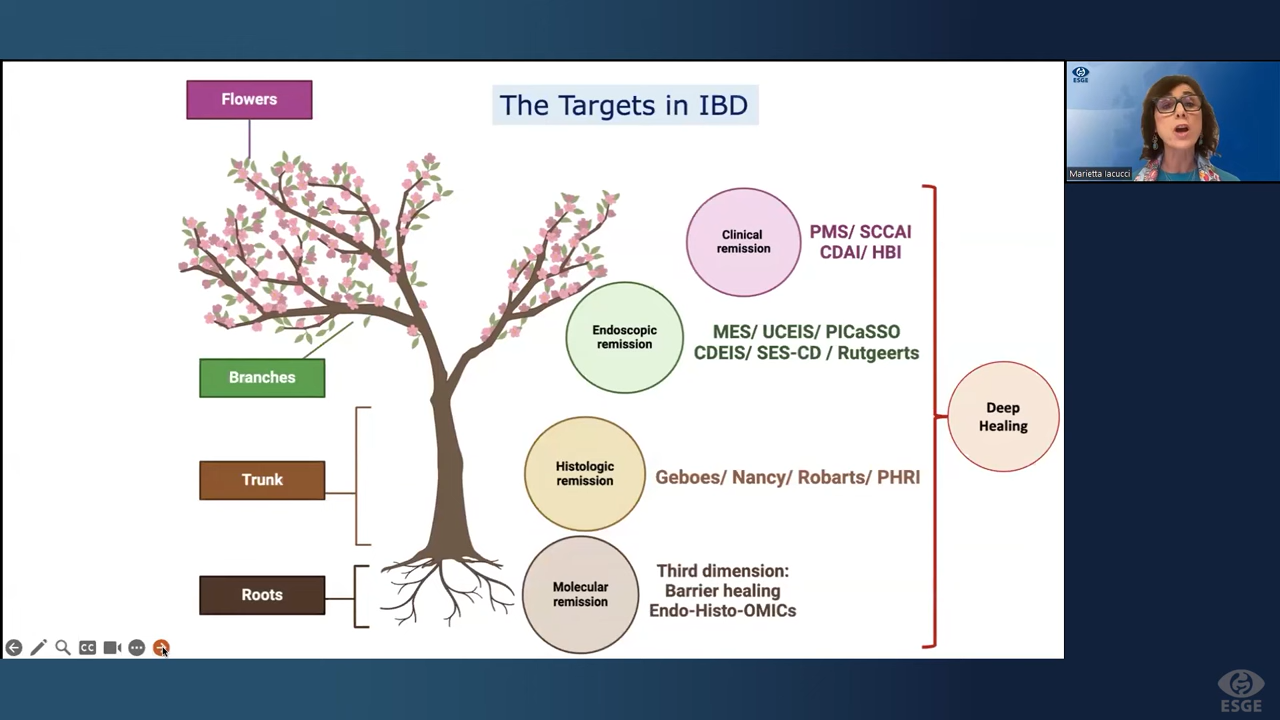 Flowers
The Targets in IBD
ESGE
Marietta Iacucci
Clinical
remission
PMS/ SCCAI
CDAI/ HBI
Endoscopic
remission
MES/ UCEIS/ PICaSSO
CDEIS/ SES-CD / Rutgeerts
Branches
Deep
Healing
Trunk
Histologic
remission
Geboes/ Nancy/ Robarts/ PHRI
Roots
Molecular
remission
Third dimension:
Barrier healing
Endo-Histo-OMICs
CC
ESGE